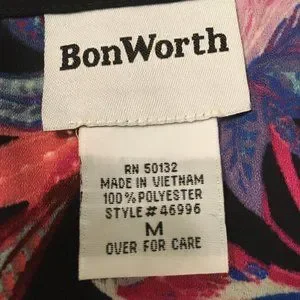 BonWorth
RN 50132
MADE IN VIETNAM
100% POLYESTER
STYLE# 46996
M
OVER FOR CARE